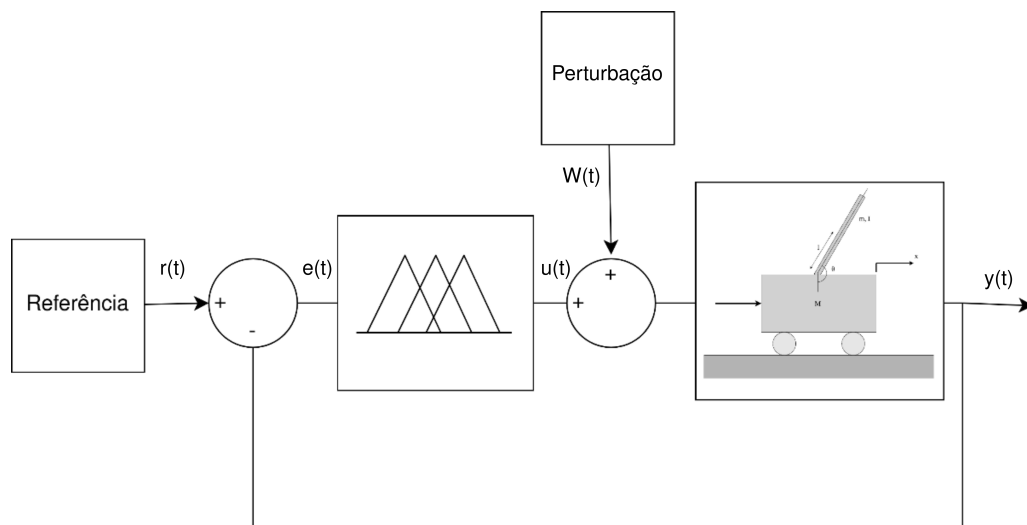 Perturbação
W(t)
Referência
r(t)
+
-
e(t)
u(t)
+
+
m, I
l
θ
x
M
y(t)